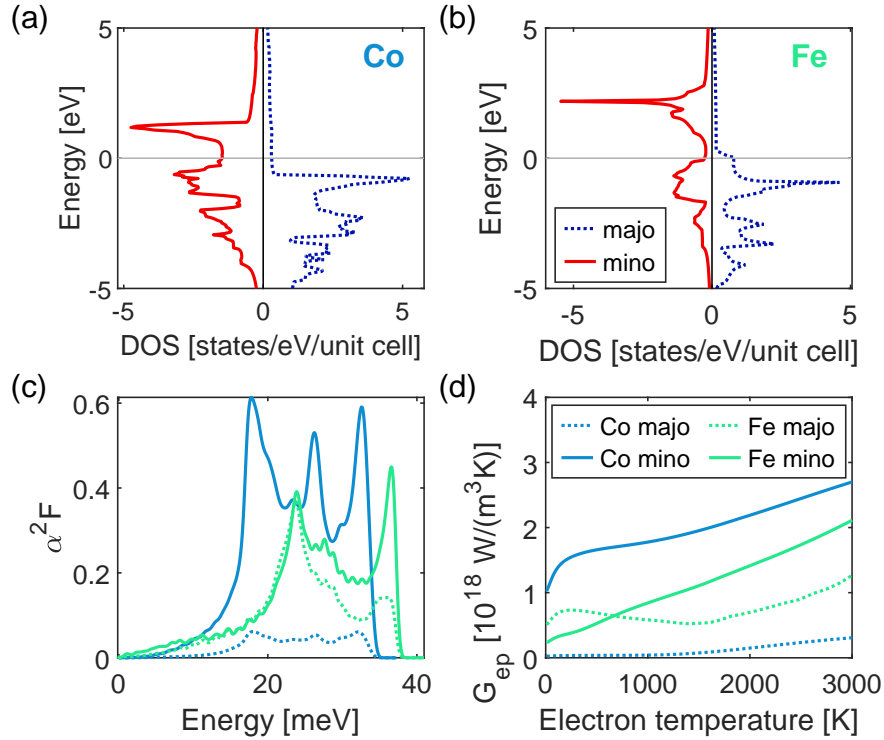 (a)
Co
Energy [eV]
5
0
-5
-5
0
5
DOS [states/eV/unit cell]
(b)
Fe
Energy [eV]
5
0
-5
majo
mino
-5
0
5
DOS [states/eV/unit cell]
(c)
α²F
0.6
0.4
0.2
0
0
20
40
Energy [meV]
(d)
G_ep [10^18 W/(m^3K)]
4
3
2
1
0
Co majo
Fe majo
Co mino
Fe mino
0
1000
2000
3000
Electron temperature [K]